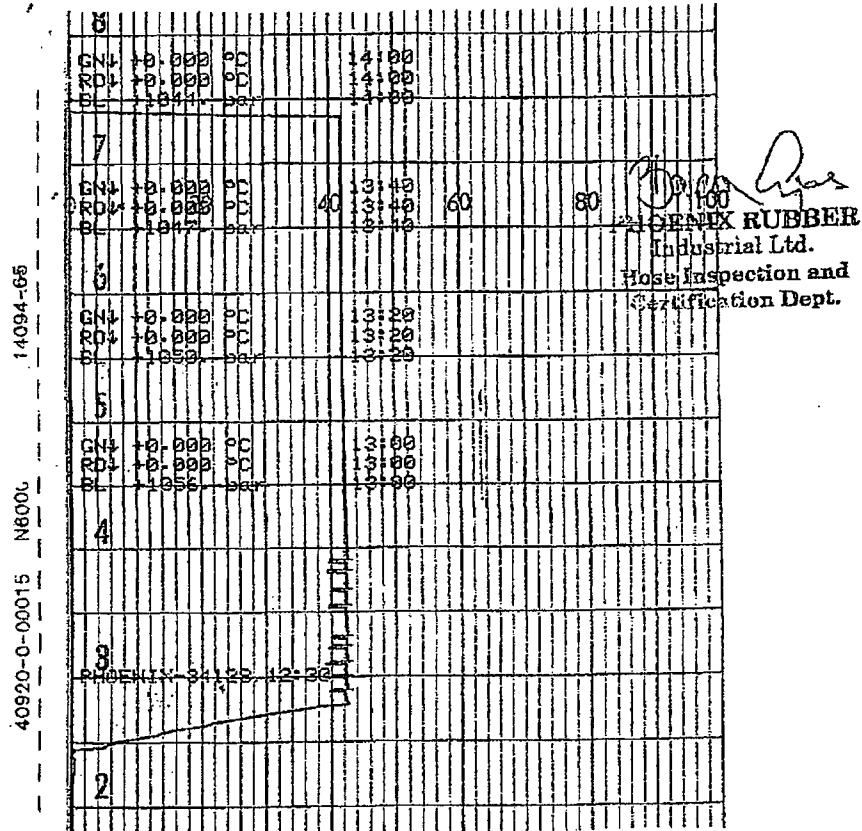 8
GN↓ +0.000 °C 14:00
RD↓ +0.000 °C 14:00
BL +1044. bar 14:00
7
GN↓ +0.000 °C 13:40
RD↓ +0.000 °C 13:40
BL +1047. bar 13:40
40 60 80 100
PHOENIX RUBBER
Industrial Ltd.
Hose Inspection and
Certification Dept.
6
GN↓ +0.000 °C 13:20
RD↓ +0.000 °C 13:20
BL +1050. bar 13:20
5
GN↓ +0.000 °C 13:00
RD↓ +0.000 °C 13:00
BL +1056. bar 13:00
4
3
PHOENIX-34128, 12:30
2
40920-0-00015 N600 14094-65